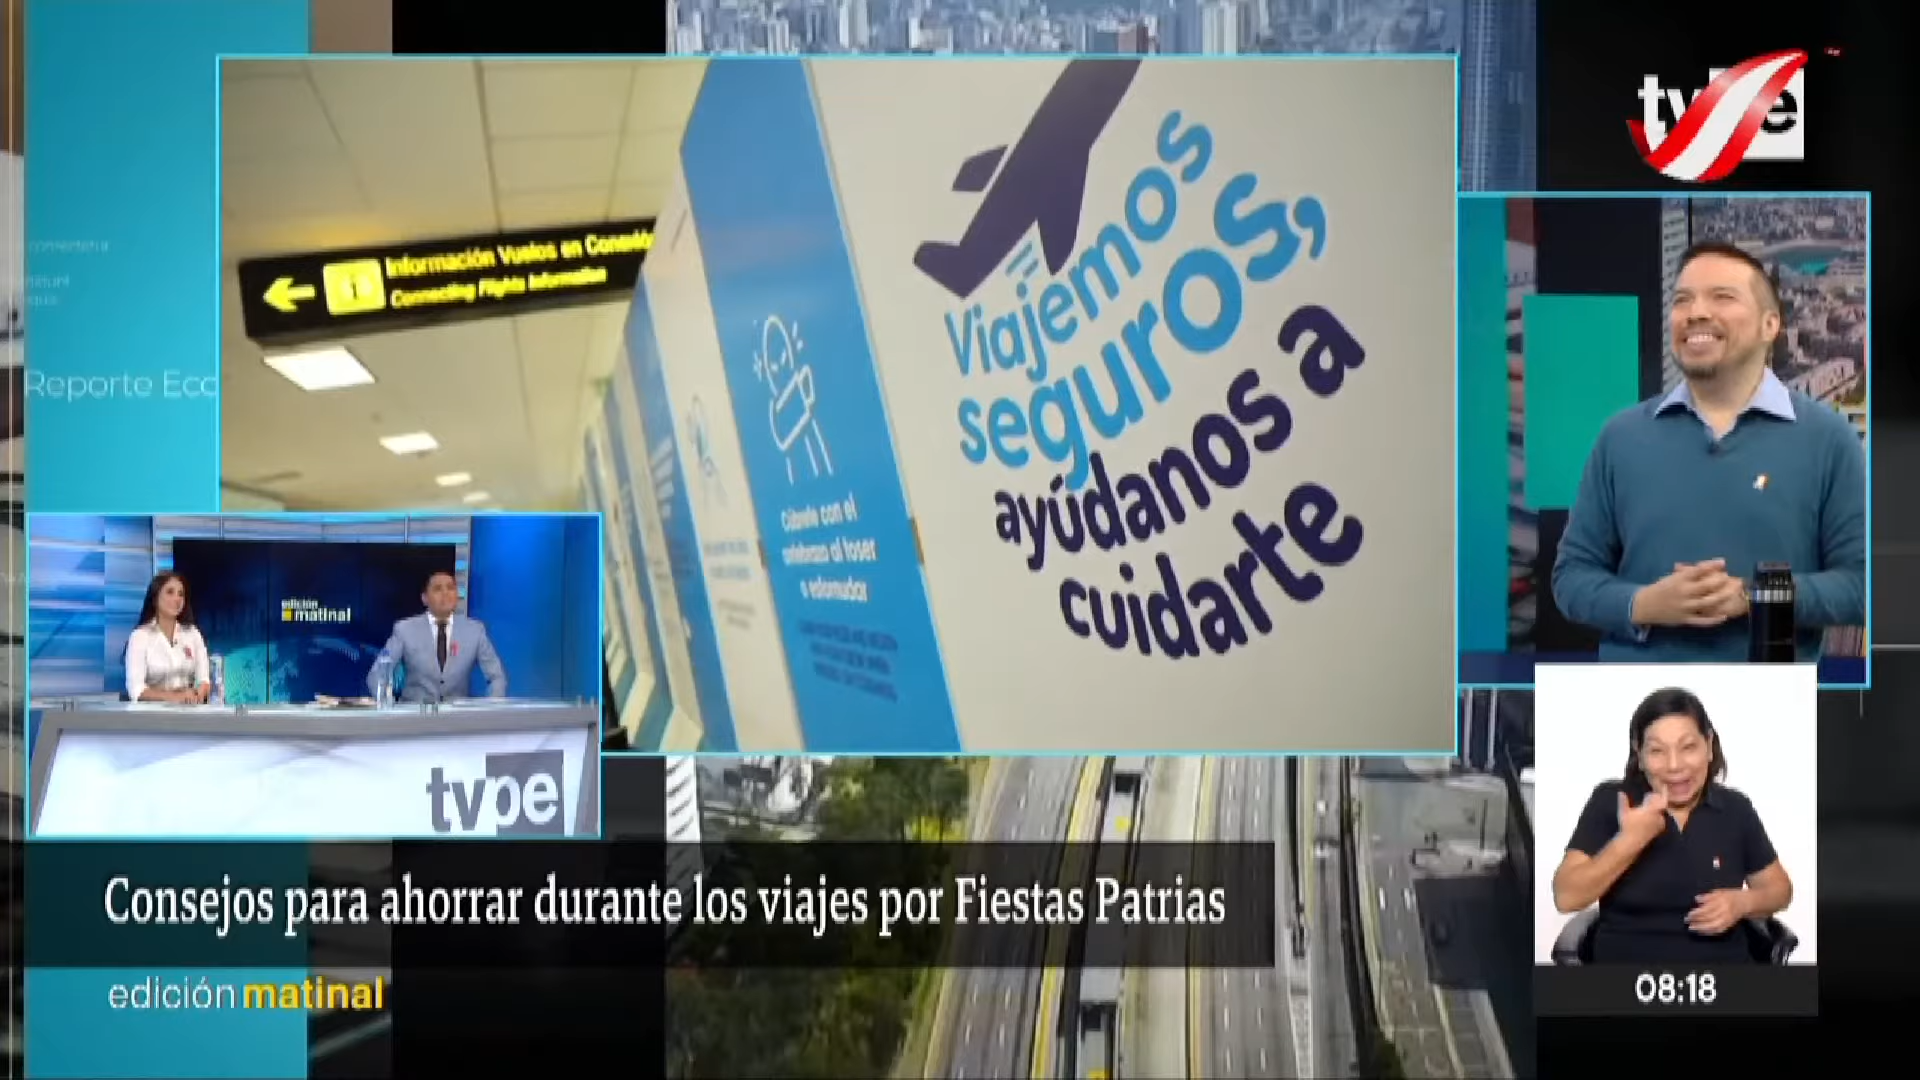 tvpe
Información Vuelos en Conexión
Connecting Flights Information
Viajemos
seguros,
ayúdanos a
cuidarte
Cúbrete con el
antebrazo al toser
o estornudar
Reporte Eco
edición
matinal
tvpe
Consejos para ahorrar durante los viajes por Fiestas Patrias
edición matinal
08:18